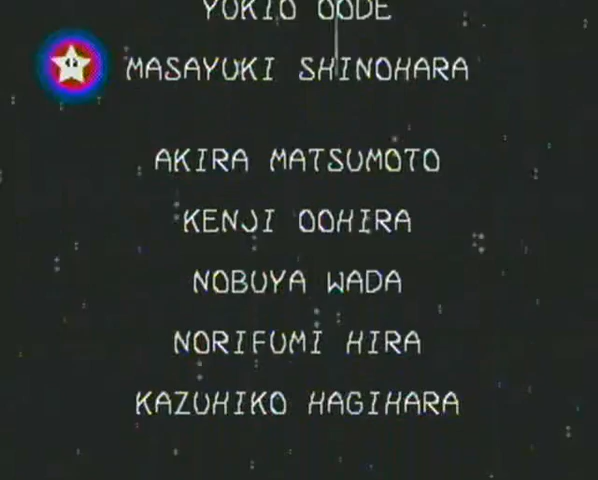 YUKIO OODE
MASAYUKI SHINOHARA
AKIRA MATSUMOTO
KENJI OOHIRA
NOBUYA WADA
NORIFUMI HIRA
KAZUHIKO HAGIHARA